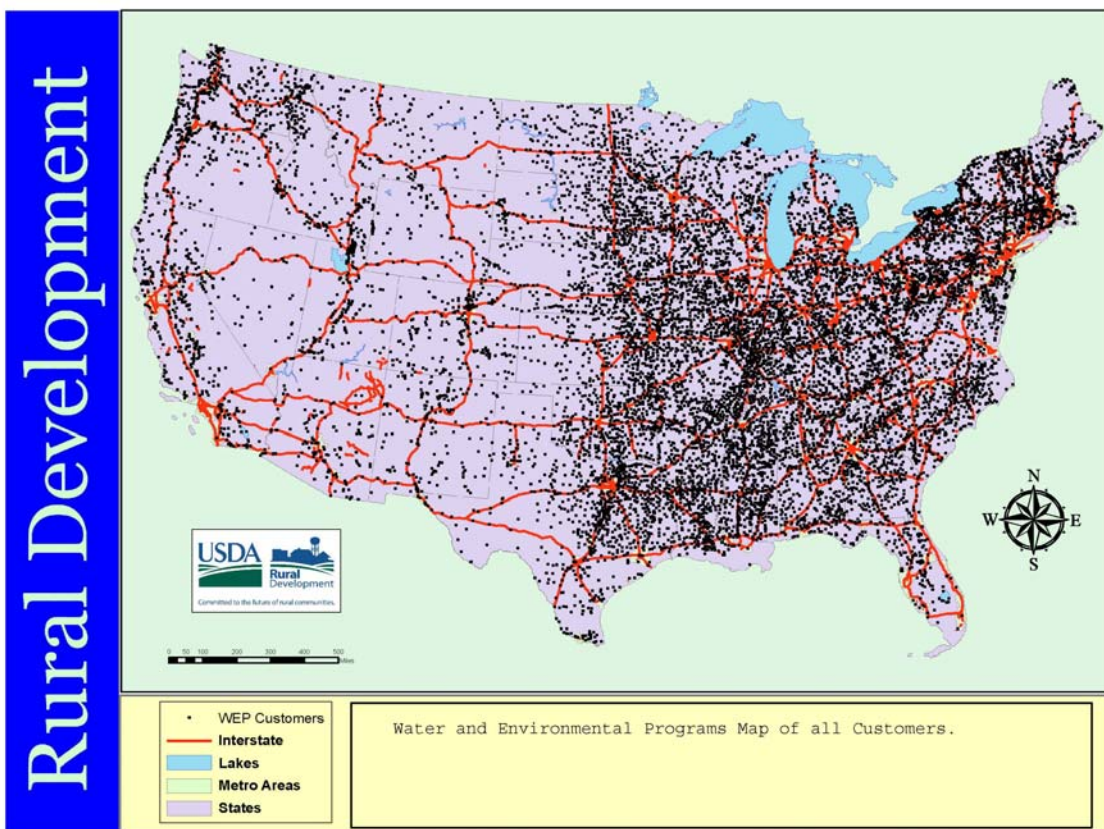 Rural Development
N
W
E
S
USDA
Rural
Development
Committed to the future of rural communities.
0 50 100 200 300 400 500
Miles
WEP Customers
Interstate
Lakes
Metro Areas
States
Water and Environmental Programs Map of all Customers.